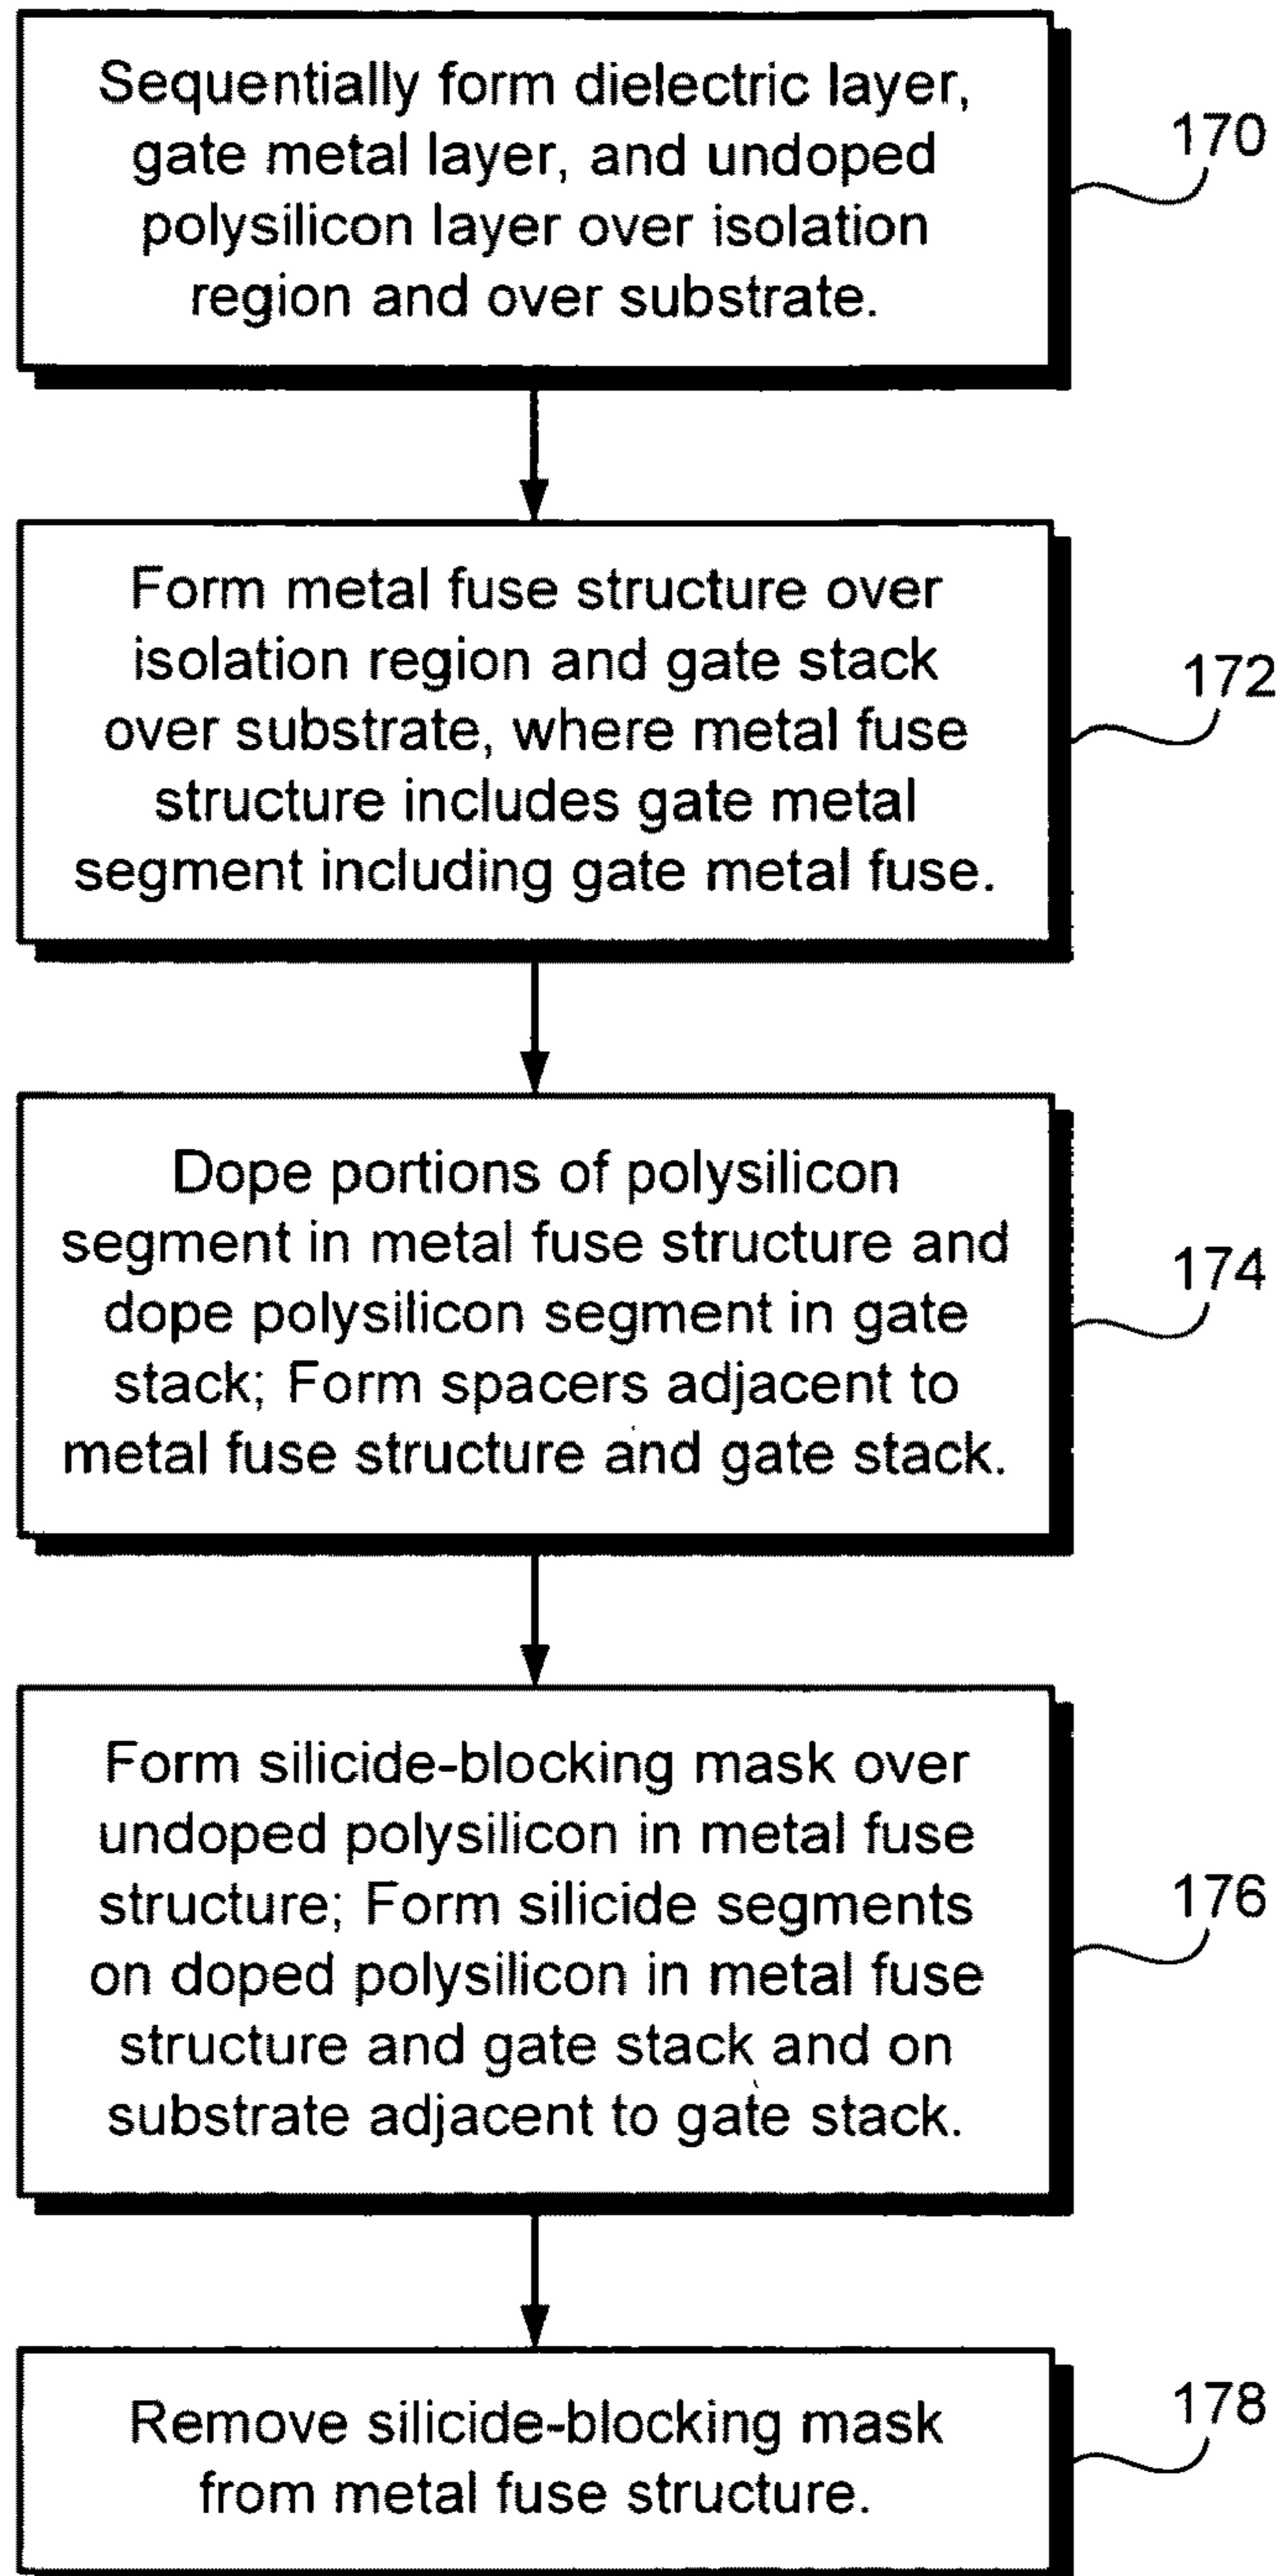 Sequentially form dielectric layer,
gate metal layer, and undoped
polysilicon layer over isolation
region and over substrate.
170
Form metal fuse structure over
isolation region and gate stack
over substrate, where metal fuse
structure includes gate metal
segment including gate metal fuse.
172
Dope portions of polysilicon
segment in metal fuse structure and
dope polysilicon segment in gate
stack; Form spacers adjacent to
metal fuse structure and gate stack.
174
Form silicide-blocking mask over
undoped polysilicon in metal fuse
structure; Form silicide segments
on doped polysilicon in metal fuse
structure and gate stack and on
substrate adjacent to gate stack.
176
Remove silicide-blocking mask
from metal fuse structure.
178